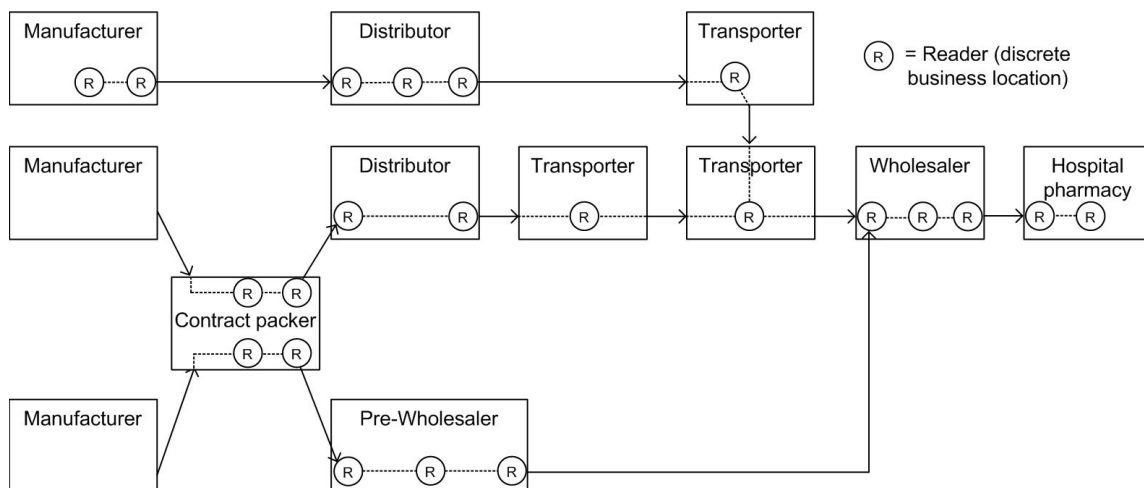 Manufacturer
Distributor
Transporter
R = Reader (discrete
business location)
R R
R R R
R
Manufacturer
Distributor
Transporter
Transporter
Wholesaler
Hospital
pharmacy
R R
R
R
R R R
R R
R R
Contract packer
R R
Manufacturer
Pre-Wholesaler
R R R